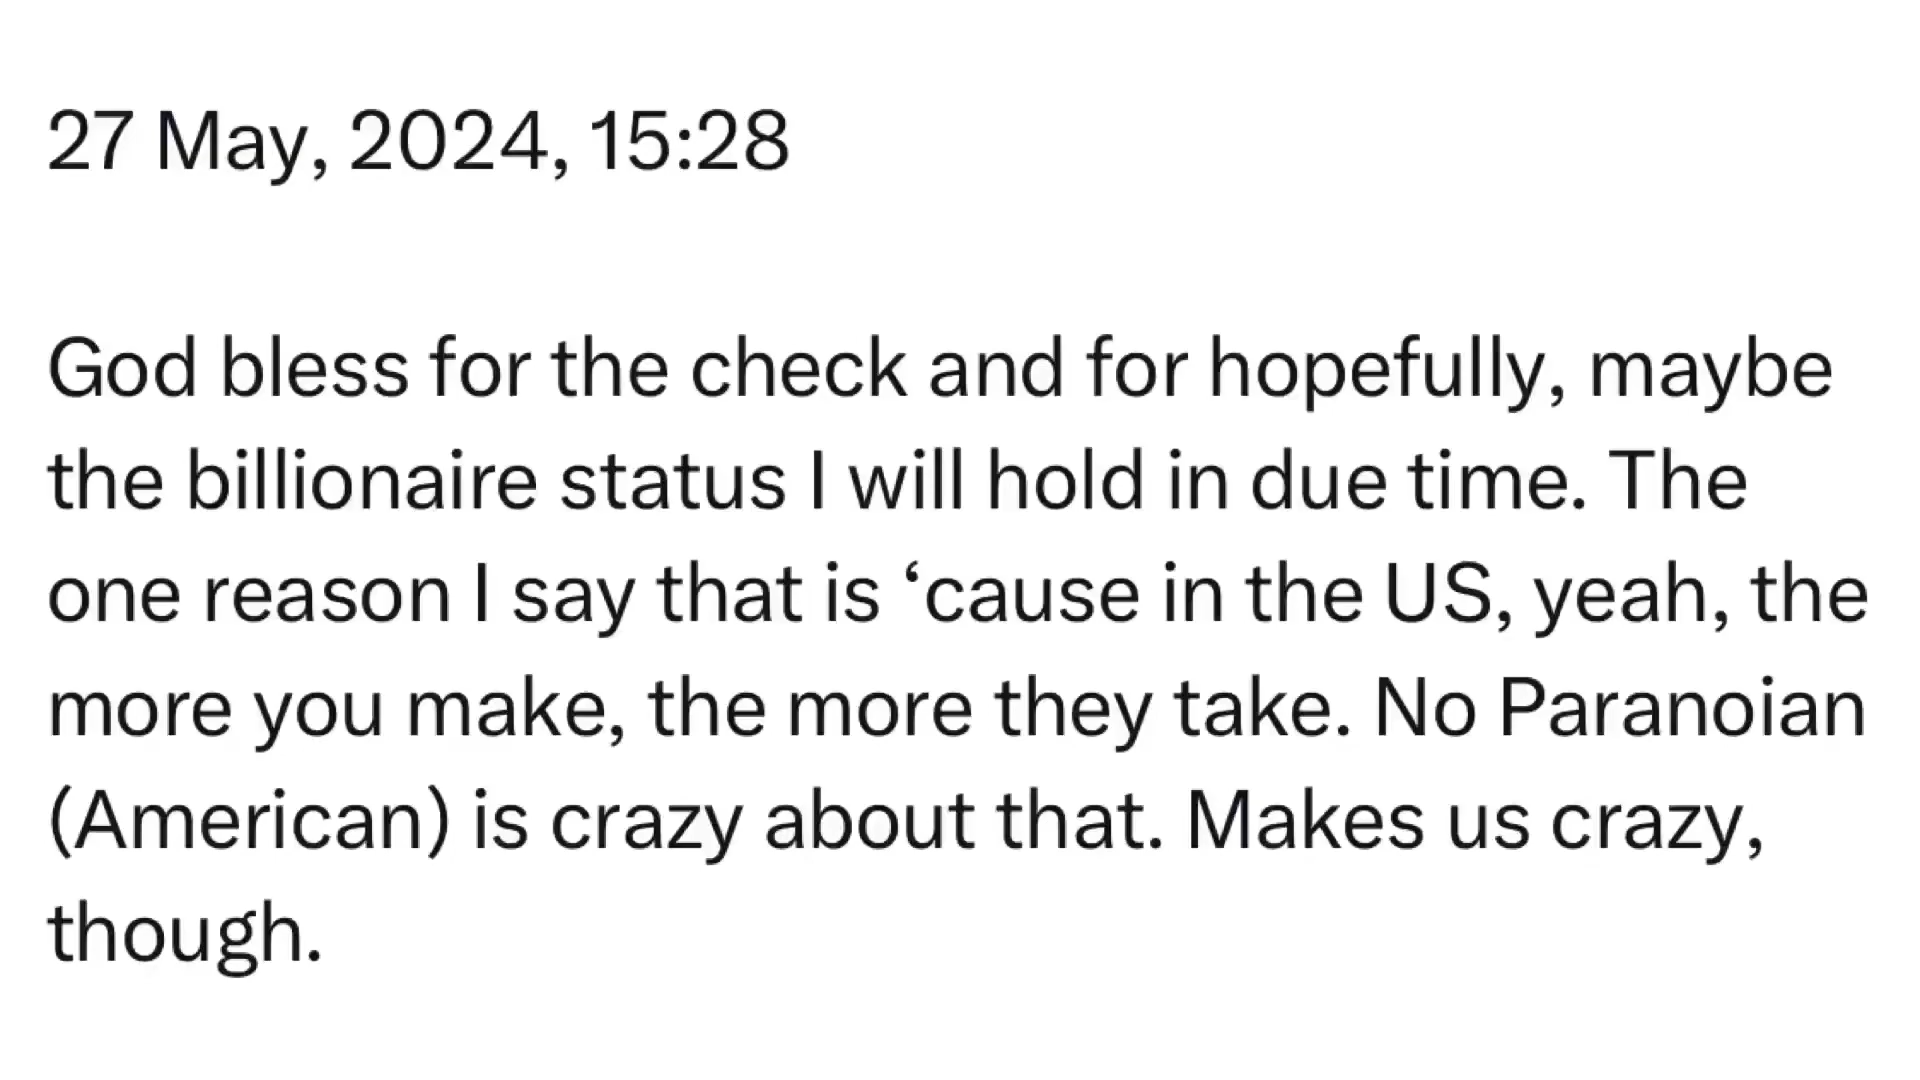 27 May, 2024, 15:28
God bless for the check and for hopefully, maybe
the billionaire status I will hold in due time. The
one reason I say that is ‘cause in the US, yeah, the
more you make, the more they take. No Paranoian
(American) is crazy about that. Makes us crazy,
though.